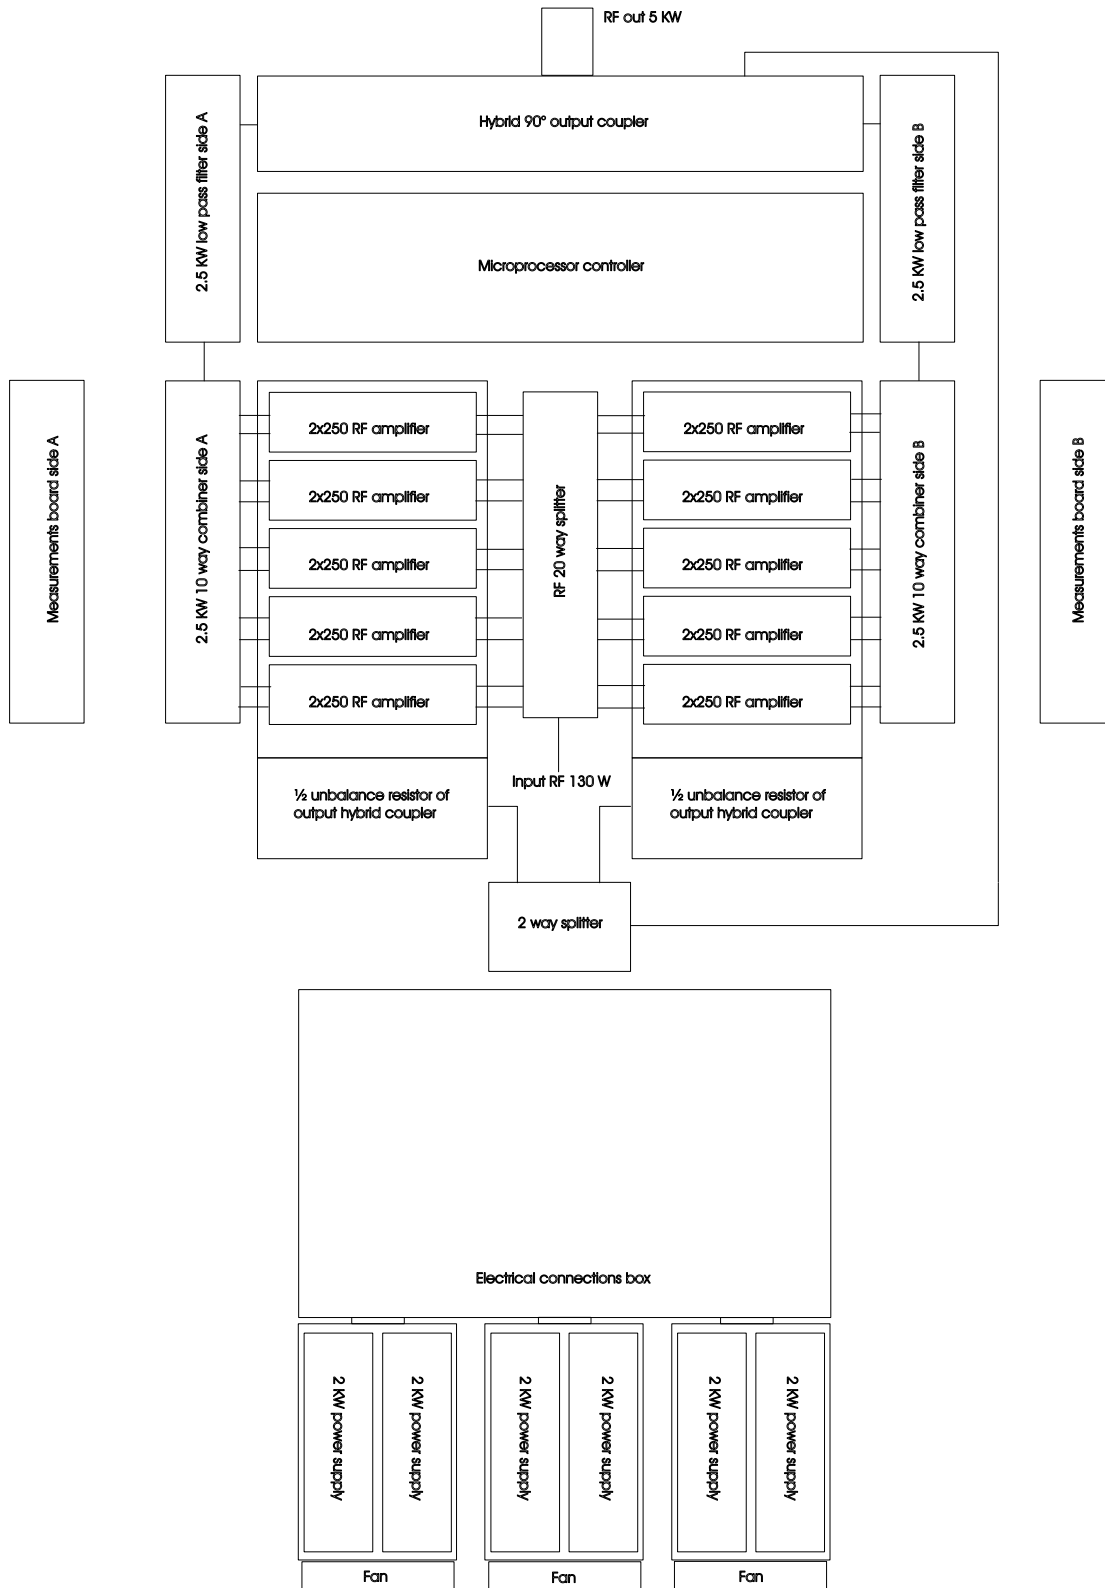 RF out 5 KW
Hybrid 90° output coupler
2.5 KW low pass filter side A
2.5 KW low pass filter side B
Microprocessor controller
Measurements board side A
2.5 KW 10 way combiner side A
2x250 RF amplifier
2x250 RF amplifier
2x250 RF amplifier
2x250 RF amplifier
2x250 RF amplifier
RF 20 way splitter
2x250 RF amplifier
2x250 RF amplifier
2x250 RF amplifier
2x250 RF amplifier
2x250 RF amplifier
2.5 KW 10 way combiner side B
Measurements board side B
Input RF 130 W
½ unbalance resistor of
output hybrid coupler
½ unbalance resistor of
output hybrid coupler
2 way splitter
Electrical connections box
2 KW power supply
2 KW power supply
2 KW power supply
2 KW power supply
2 KW power supply
2 KW power supply
Fan
Fan
Fan